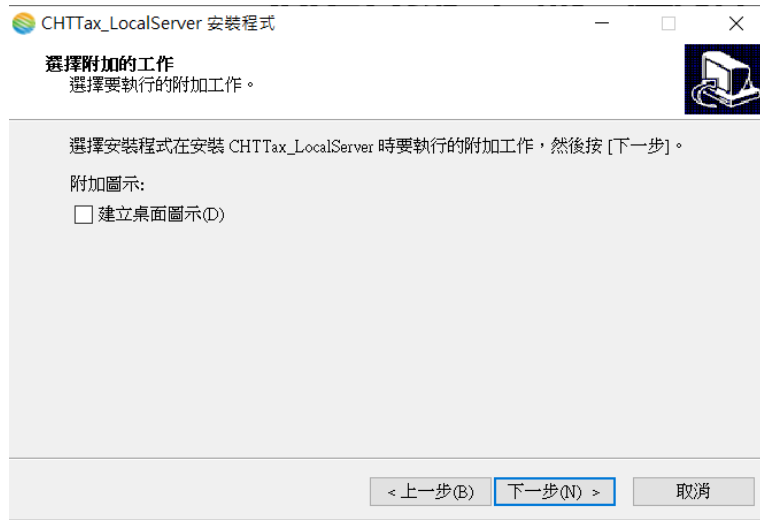 CHTTax_LocalServer 安裝程式
選擇附加的工作
選擇要執行的附加工作。
選擇安裝程式在安裝 CHTTax_LocalServer 時要執行的附加工作，然後按 [下一步]。
附加圖示:
建立桌面圖示(D)
< 上一步(B) 下一步(N) > 取消